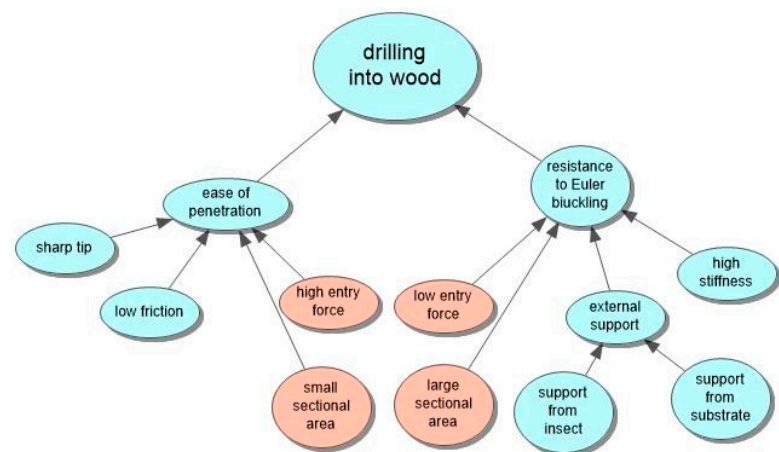 drilling
into wood
ease of
penetration
resistance
to Euler
biuckling
sharp tip
low friction
high entry
force
low entry
force
high
stiffness
external
support
small
sectional
area
large
sectional
area
support
from
insect
support
from
substrate